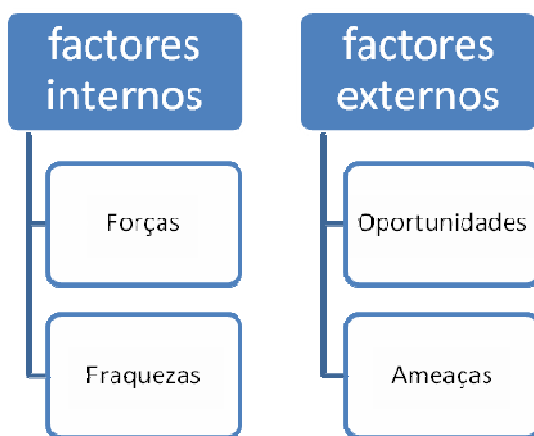 factores
internos
Forças
Fraquezas
factores
externos
Oportunidades
Ameaças